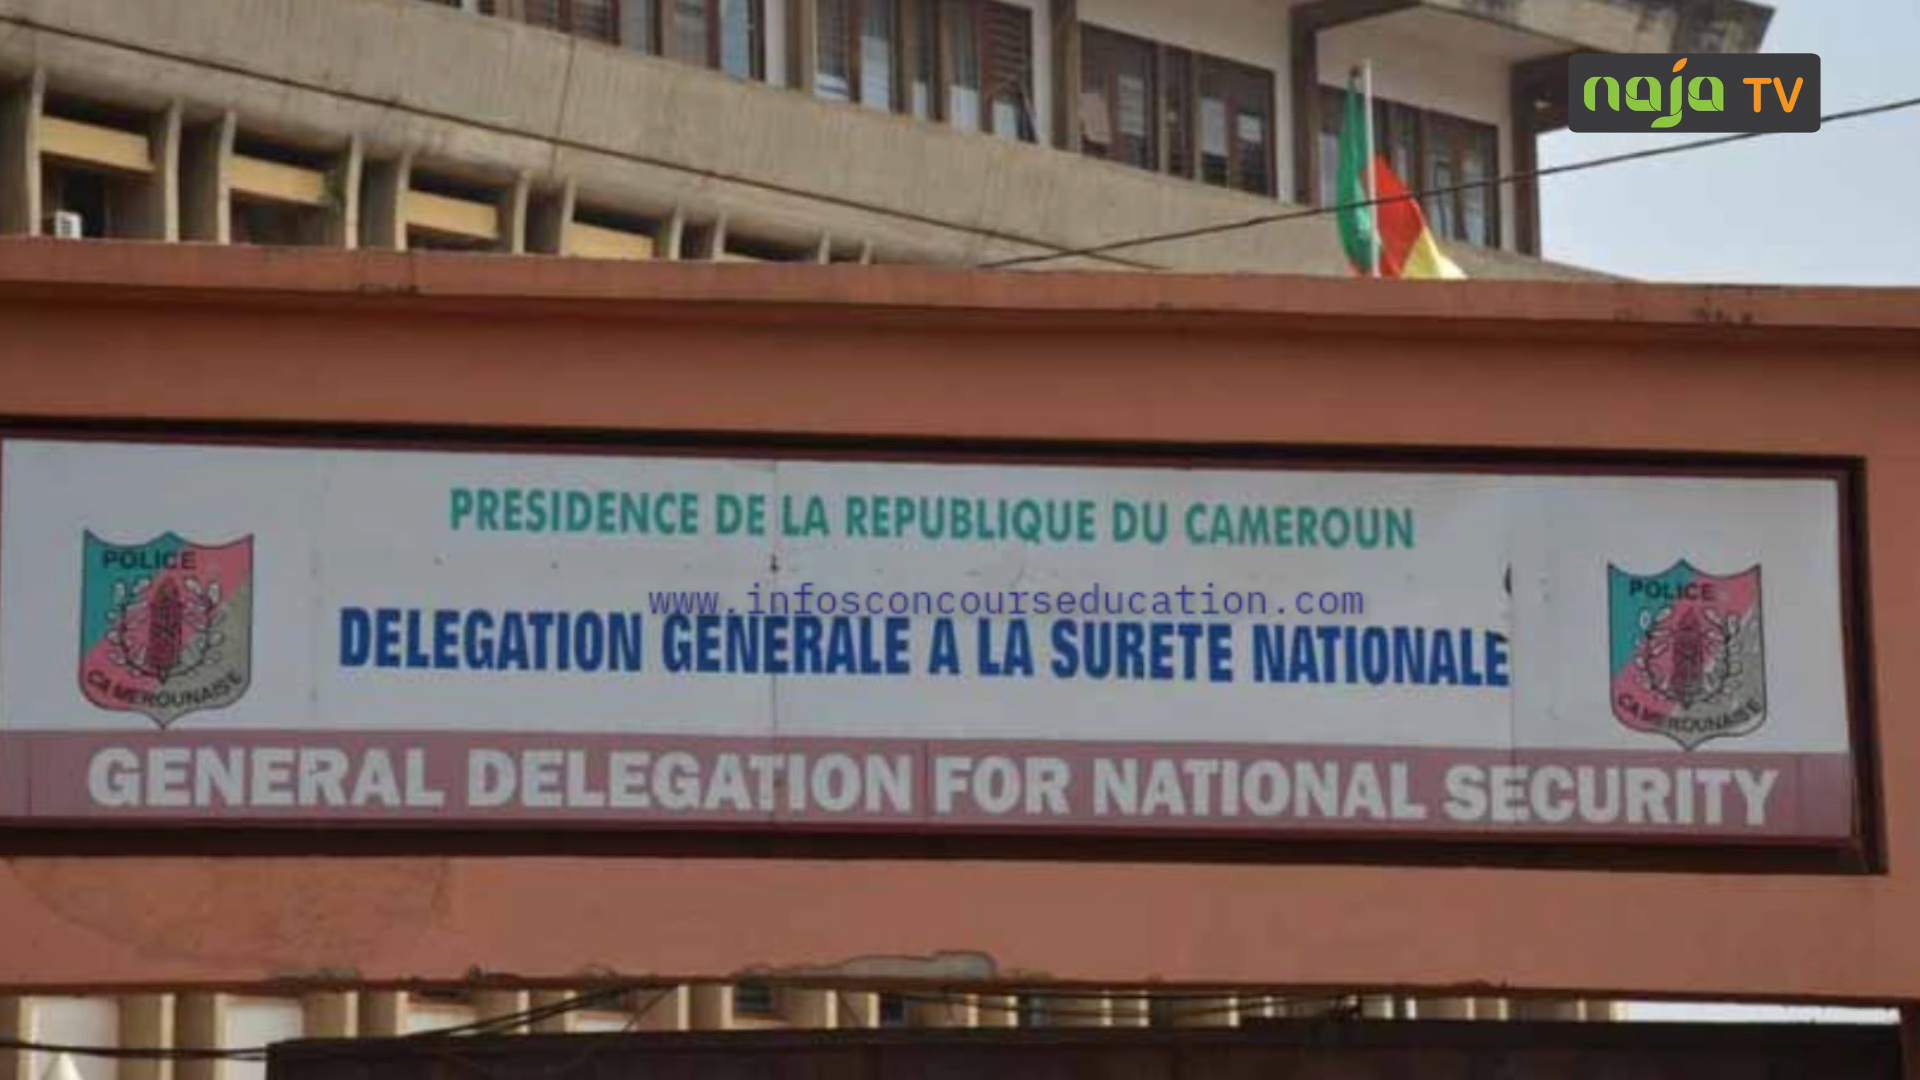 naja TV
PRESIDENCE DE LA REPUBLIQUE DU CAMEROUN
www.infosconcourseducation.com
DELEGATION GENERALE A LA SURETE NATIONALE
POLICE
CAMEROUNAISE
POLICE
CAMEROUNAISE
GENERAL DELEGATION FOR NATIONAL SECURITY